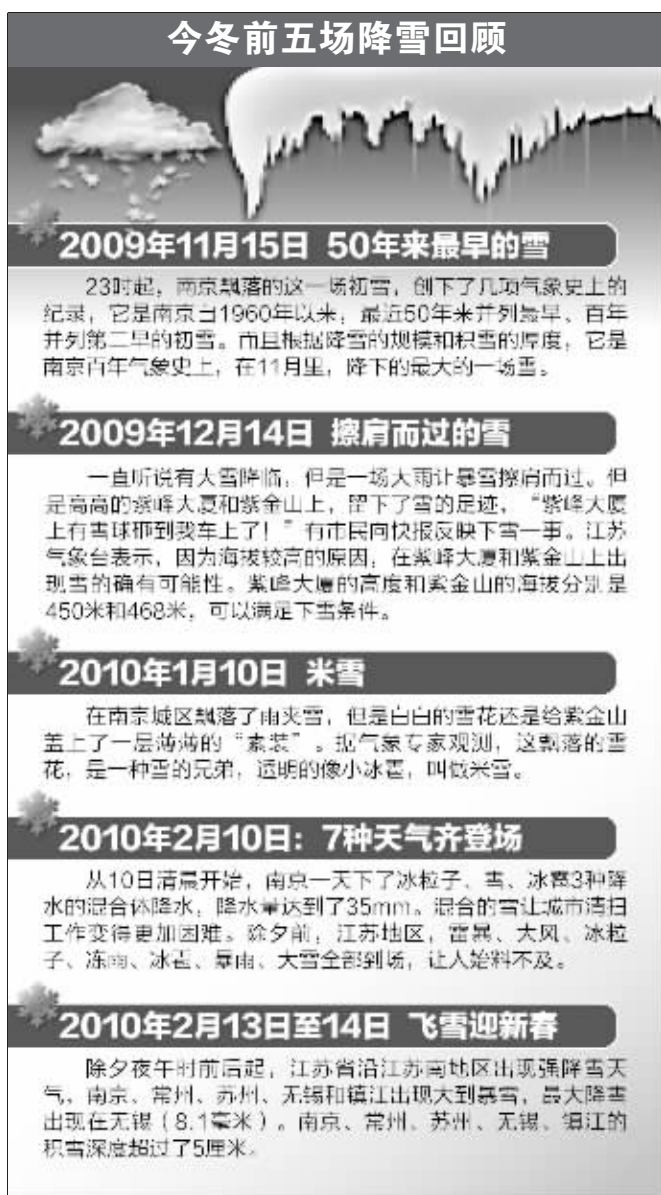 今冬前五场降雪回顾
2009年11月15日 50年来最早的雪
23时起，南京飘落的这一场初雪，创下了几项气象史上的
纪录，它是南京自1960年以来，最近50年来并列最早、百年
并列第二早的初雪。而且根据降雪的规模和积雪的厚度，它是
南京百年气象史上，在11月里，降下的最大的一场雪。
2009年12月14日 擦肩而过的雪
一直听说有大雪降临，但是一场大雨让暴雪擦肩而过。但
是高高的紫峰大厦和紫金山上，留下了雪的足迹，“紫峰大厦
上有雪球砸到我车上了！”有市民向快报反映下雪一事。江苏
气象台表示，因为海拔较高的原因，在紫峰大厦和紫金山上出
现雪的确有可能性。紫峰大厦的高度和紫金山的海拔分别是
450米和468米，可以满足下雪条件。
2010年1月10日 米雪
在南京城区飘落了雨夹雪，但是白白的雪花还是给紫金山
盖上了一层薄薄的“素装”。据气象专家观测，这飘落的雪
花，是一种雪的兄弟，透明的像小冰雹，叫做米雪。
2010年2月10日：7种天气齐登场
从10日清晨开始，南京一天下了冰粒子、雪、冰雹3种降
水的混合体降水，降水量达到了35mm。混合的雪让城市清扫
工作变得更加困难。除夕前，江苏地区，雷暴、大风、冰粒
子、冻雨、冰雹、暴雨、大雪全部到场，让人始料不及。
2010年2月13日至14日 飞雪迎新春
除夕夜午时前后起，江苏省沿江苏南地区出现强降雪天
气，南京、常州、苏州、无锡和镇江出现大到暴雪，最大降雪
出现在无锡（8.1毫米）。南京、常州、苏州、无锡、镇江的
积雪深度超过了5厘米。